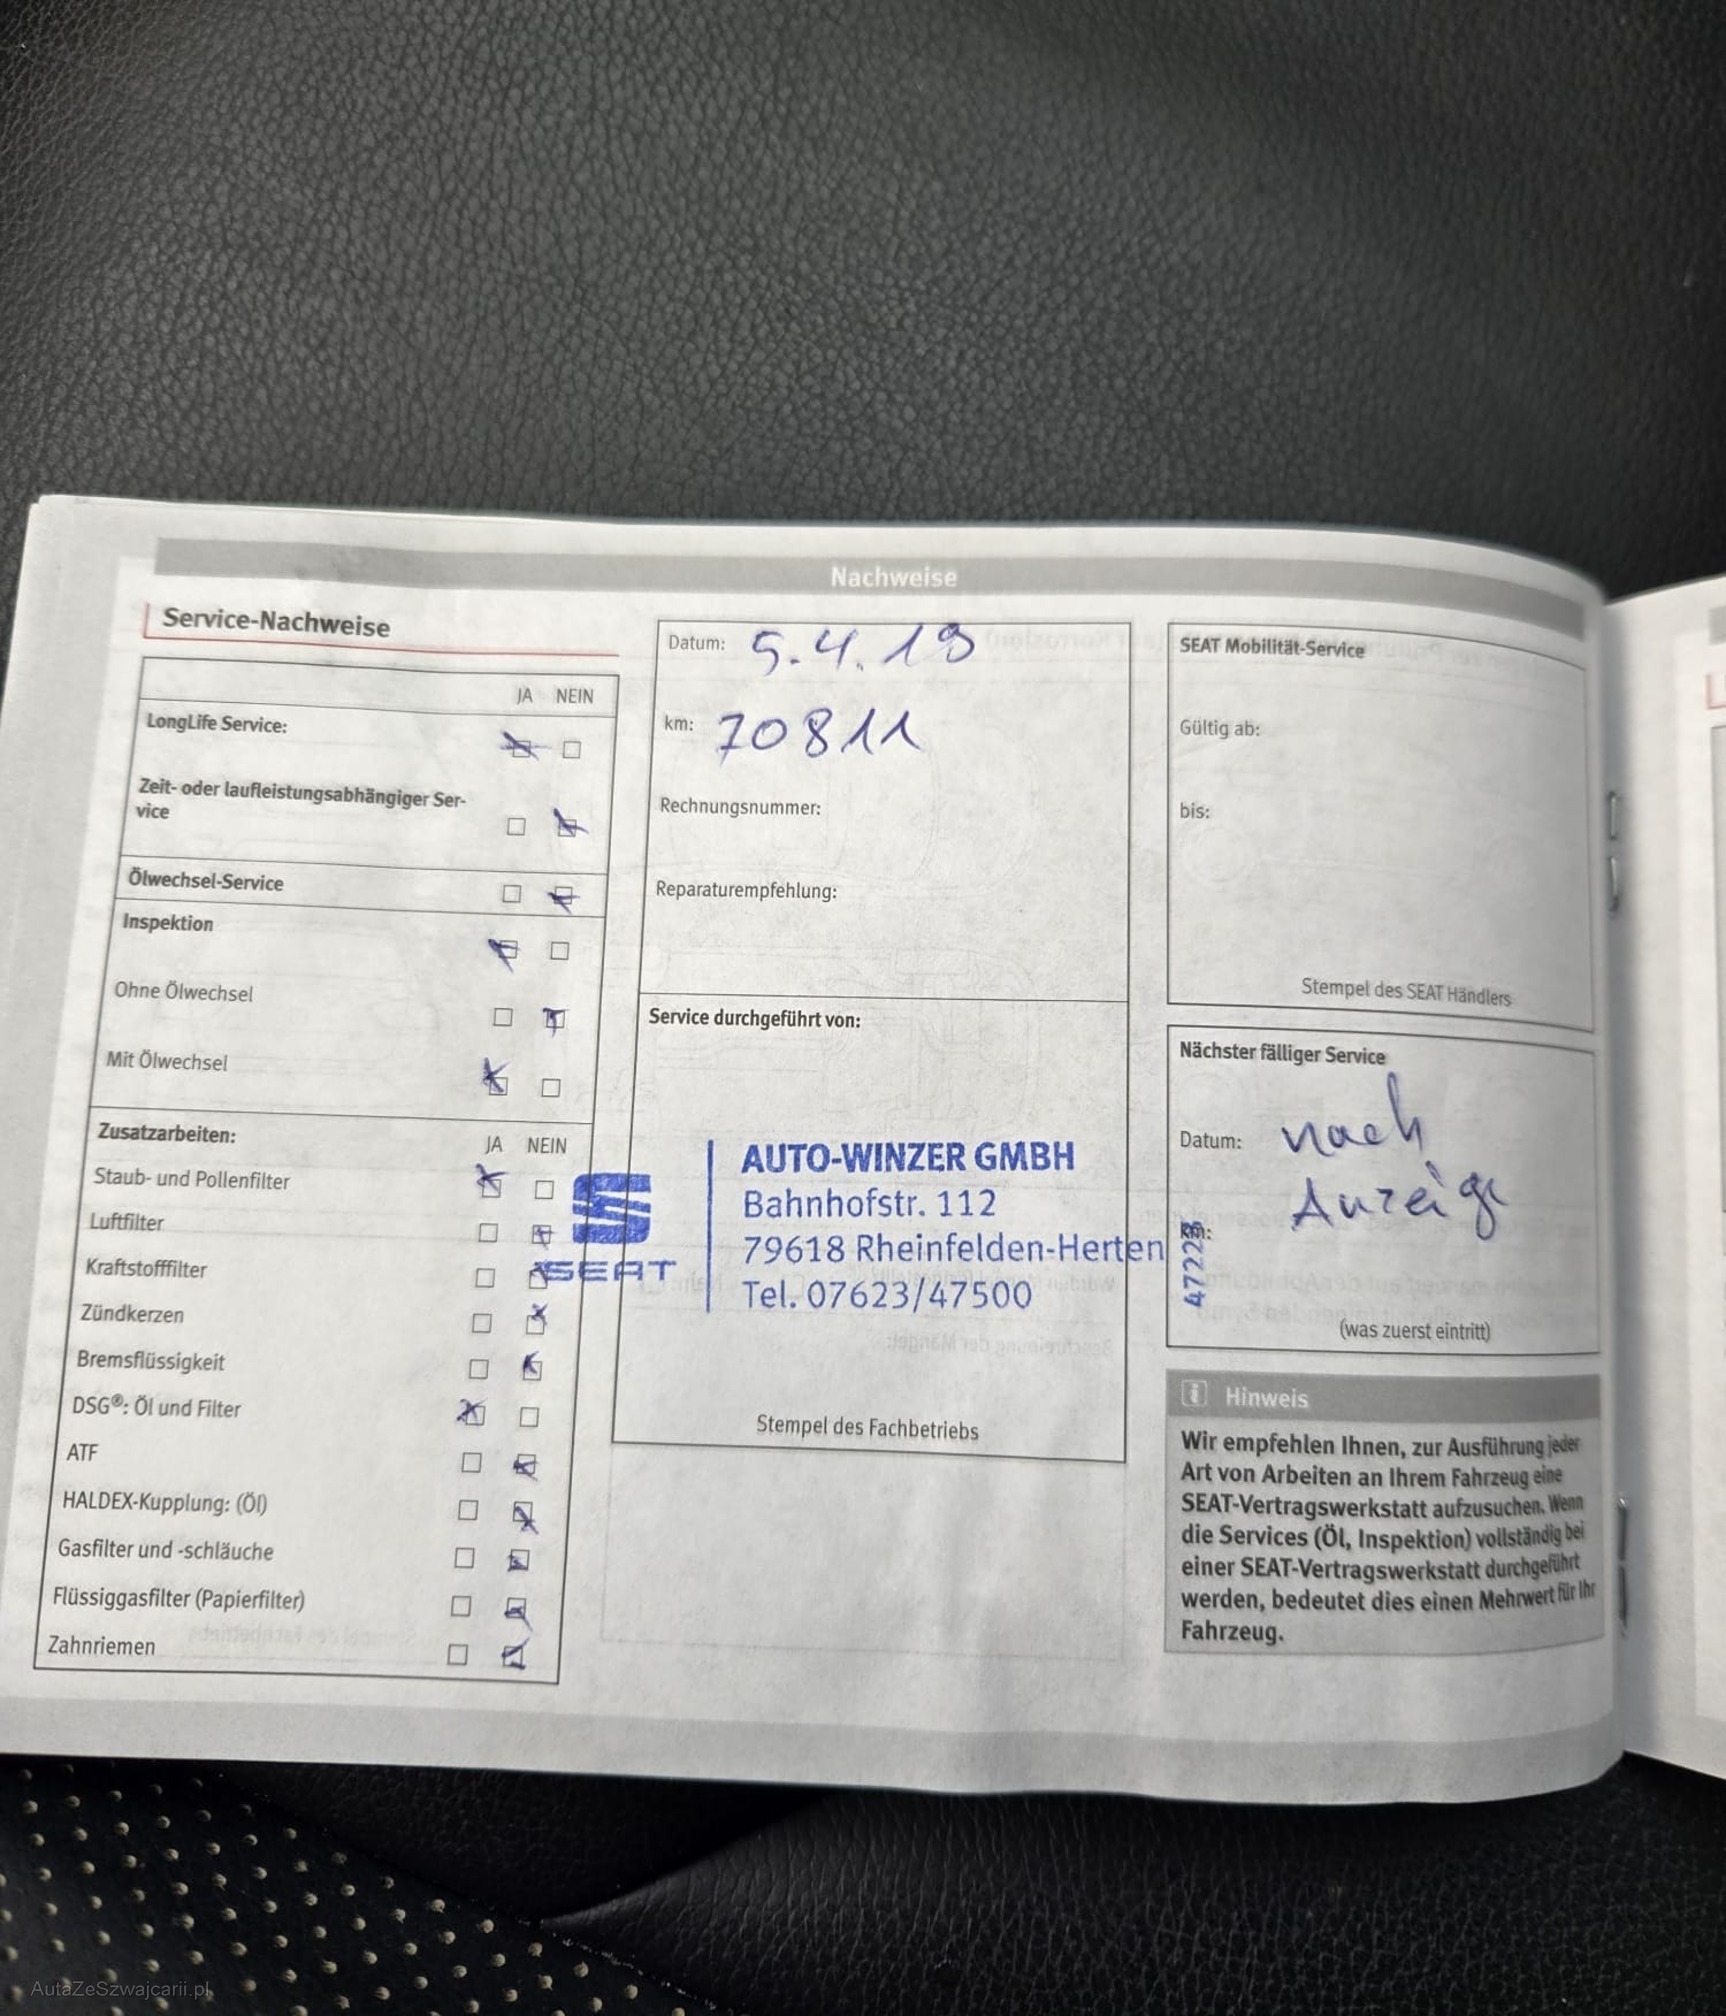 Nachweise
Service-Nachweise
JA NEIN
LongLife Service:
Zeit- oder laufleistungsabhängiger Ser-
vice
Ölwechsel-Service
Inspektion
Ohne Ölwechsel
Mit Ölwechsel
Zusatzarbeiten: JA NEIN
Staub- und Pollenfilter
Luftfilter
Kraftstofffilter
Zündkerzen
Bremsflüssigkeit
DSG®: Öl und Filter
ATF
HALDEX-Kupplung: (Öl)
Gasfilter und -schläuche
Flüssiggasfilter (Papierfilter)
Zahnriemen
Datum: 5.4.19
km: 70811
Rechnungsnummer:
Reparaturempfehlung:
Service durchgeführt von:
SEAT
AUTO-WINZER GMBH
Bahnhofstr. 112
79618 Rheinfelden-Herten
Tel. 07623/47500
Stempel des Fachbetriebs
SEAT Mobilität-Service
Gültig ab:
bis:
Stempel des SEAT Händlers
Nächster fälliger Service
Datum: nach
Anzeige
km:
47223
(was zuerst eintritt)
i Hinweis
Wir empfehlen Ihnen, zur Ausführung jeder
Art von Arbeiten an Ihrem Fahrzeug eine
SEAT-Vertragswerkstatt aufzusuchen. Wenn
die Services (Öl, Inspektion) vollständig bei
einer SEAT-Vertragswerkstatt durchgeführt
werden, bedeutet dies einen Mehrwert für Ihr
Fahrzeug.
AutaZeSzwajcarii.pl